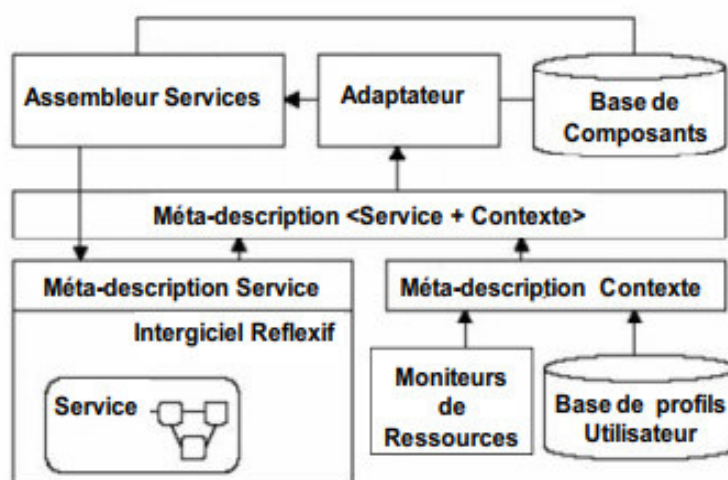 Assembleur Services
Adaptateur
Base de
Composants
Méta-description <Service + Contexte>
Méta-description Service
Méta-description Contexte
Intergiciel Reflexif
Service
Moniteurs
de
Ressources
Base de profils
Utilisateur